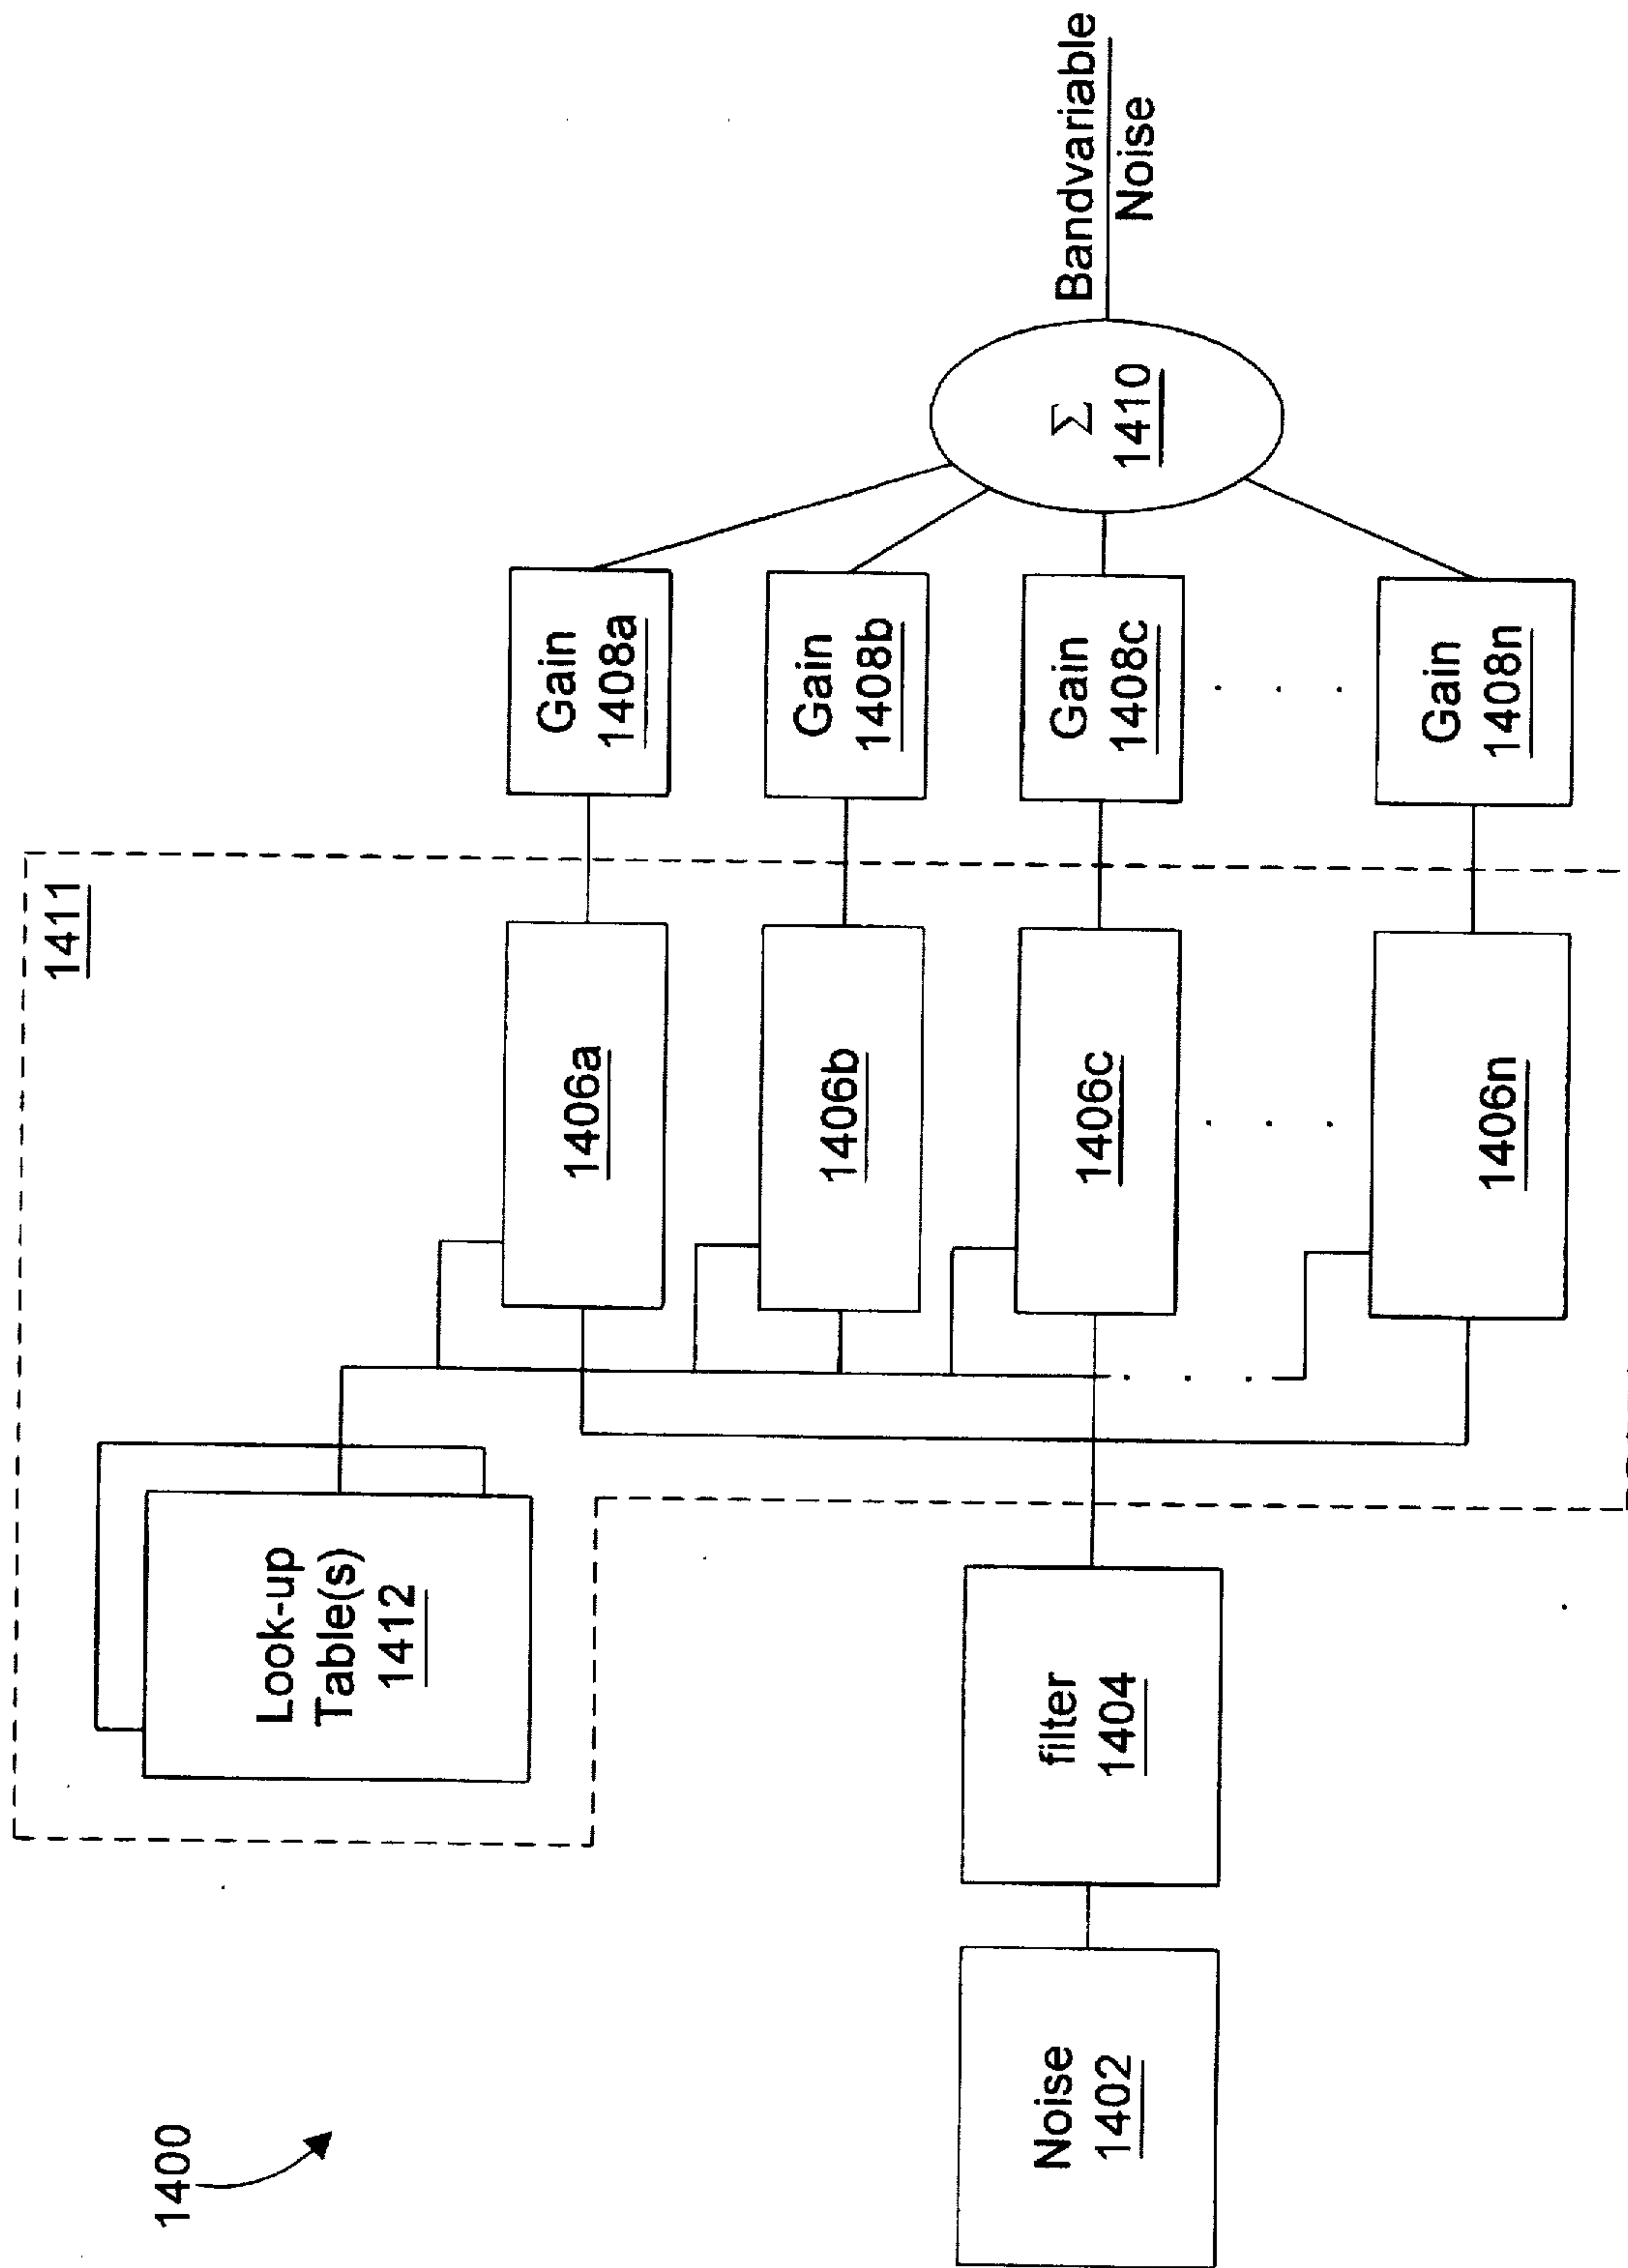 1400
Noise
1402
filter
1404
Look-up
Table(s)
1412
1411
1406a
1406b
1406c
1406n
Gain
1408a
Gain
1408b
Gain
1408c
Gain
1408n
Σ
1410
Bandvariable
Noise